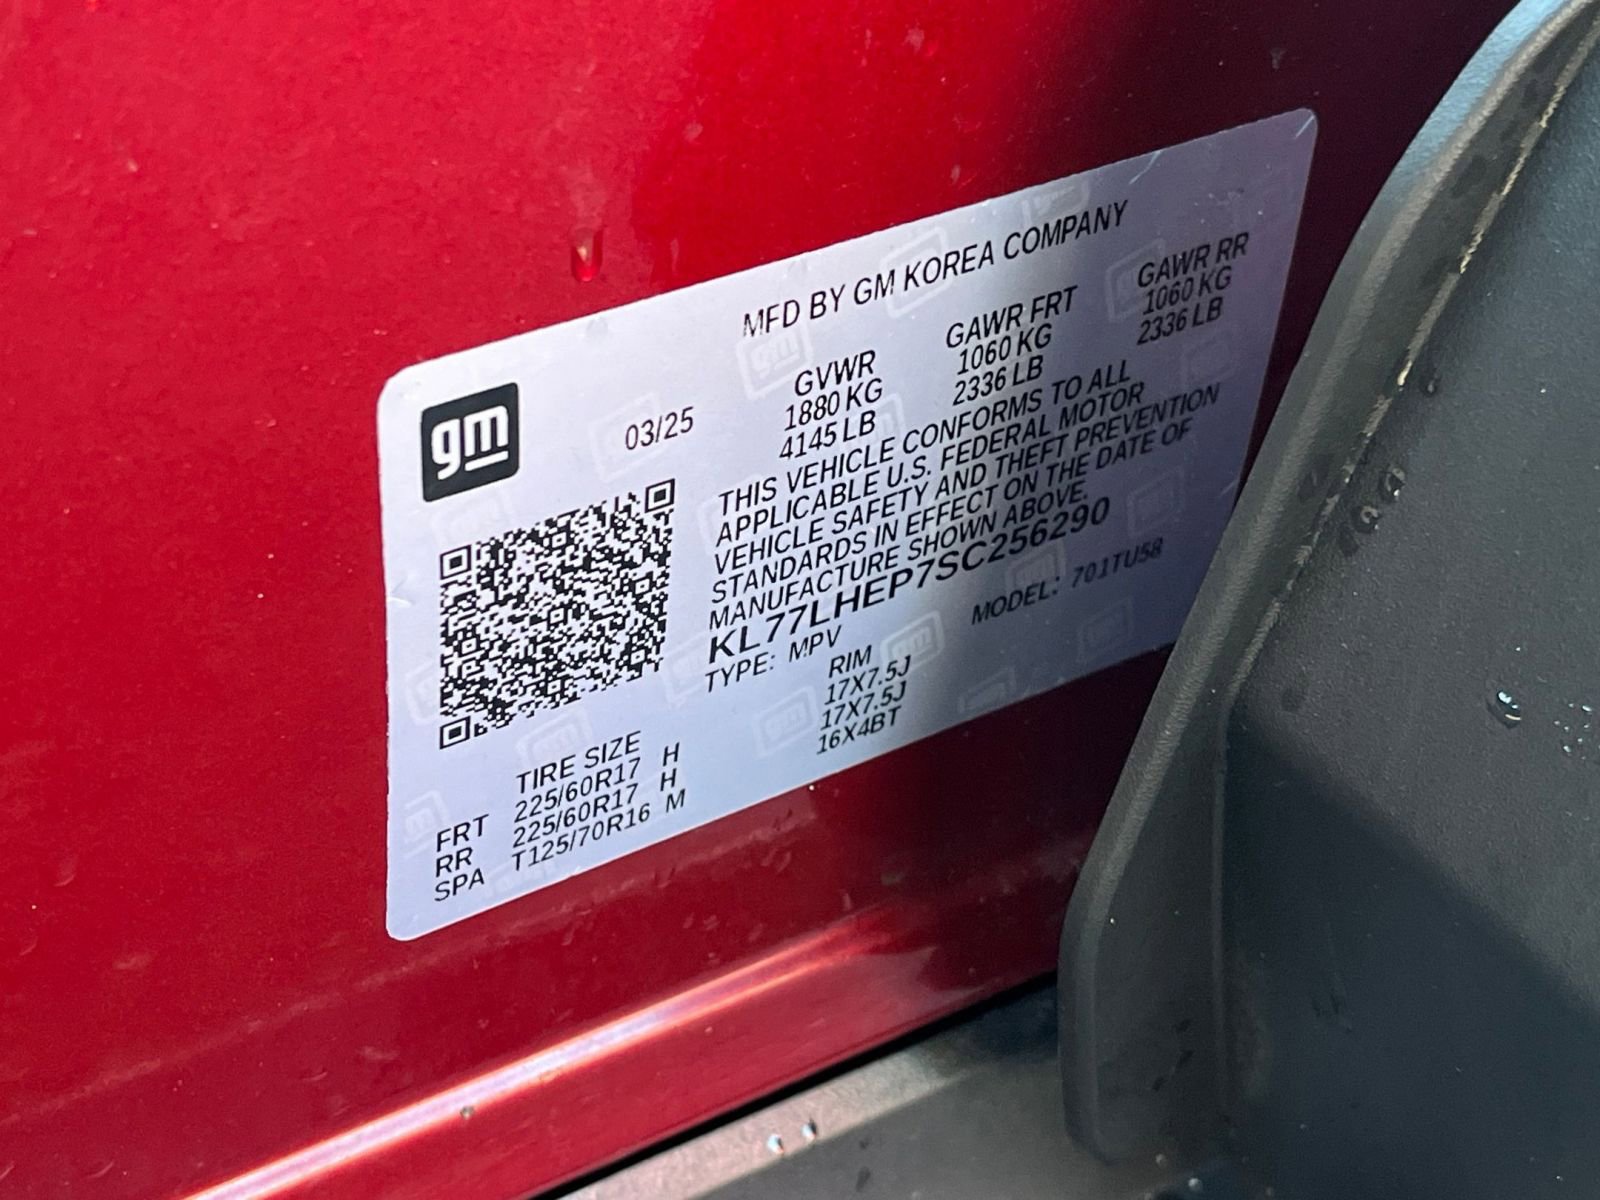 gm
03/25
MFD BY GM KOREA COMPANY
GVWR GAWR FRT GAWR RR
1880 KG 1060 KG 1060 KG
4145 LB 2336 LB 2336 LB
THIS VEHICLE CONFORMS TO ALL
APPLICABLE U.S. FEDERAL MOTOR
VEHICLE SAFETY AND THEFT PREVENTION
STANDARDS IN EFFECT ON THE DATE OF
MANUFACTURE SHOWN ABOVE.
KL77LHEP7SC256290
TYPE: MPV MODEL: 701TU58
TIRE SIZE RIM
FRT 225/60R17 H 17X7.5J
RR 225/60R17 H 17X7.5J
SPA T125/70R16 M 16X4BT